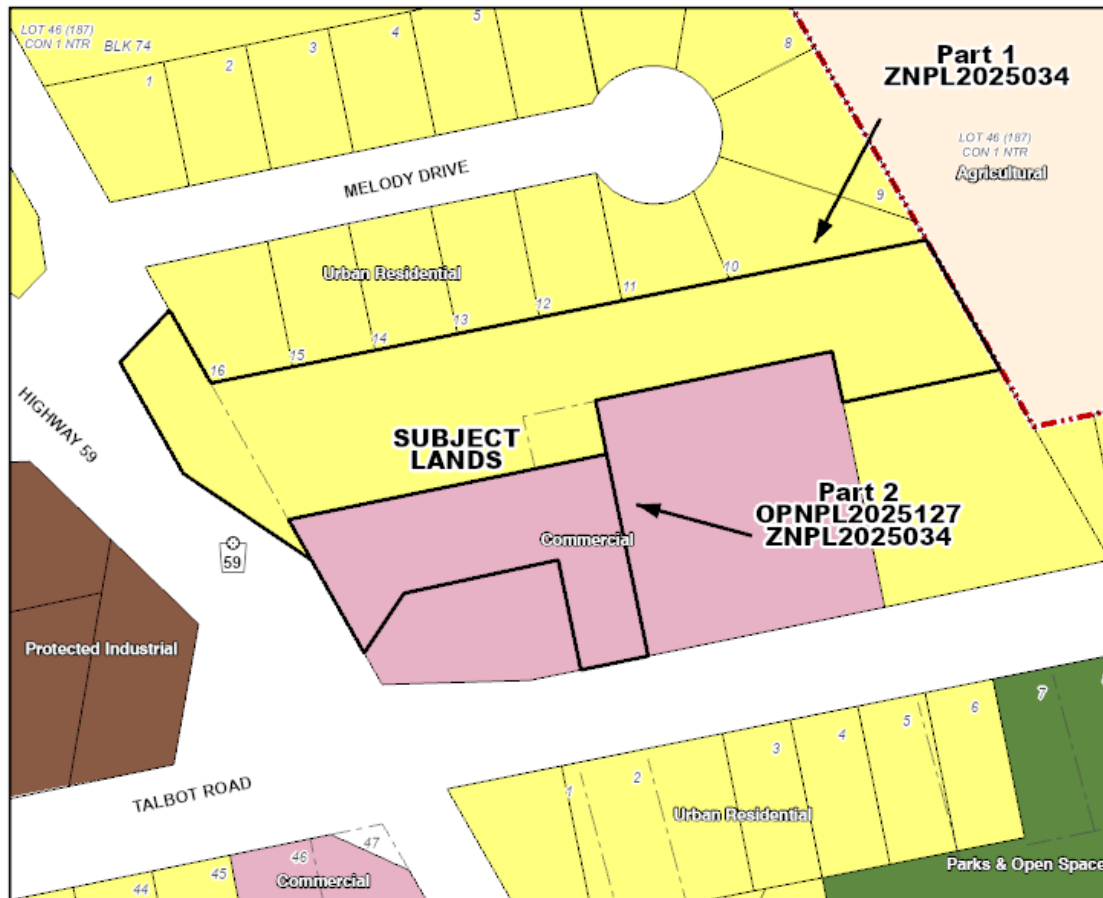 LOT 46 (187)
CON 1 NTR
BLK 74
1
2
3
4
5
8
Part 1
ZNPL2025034
LOT 46 (187)
CON 1 NTR
Agricultural
MELODY DRIVE
9
Urban Residential
10
11
12
13
14
15
16
HIGHWAY 59
SUBJECT
LANDS
Part 2
OPNPL2025127
ZNPL2025034
Commercial
59
Protected Industrial
TALBOT ROAD
1
2
3
4
5
6
7
Urban Residential
Parks & Open Space
44
45
46
47
Commercial